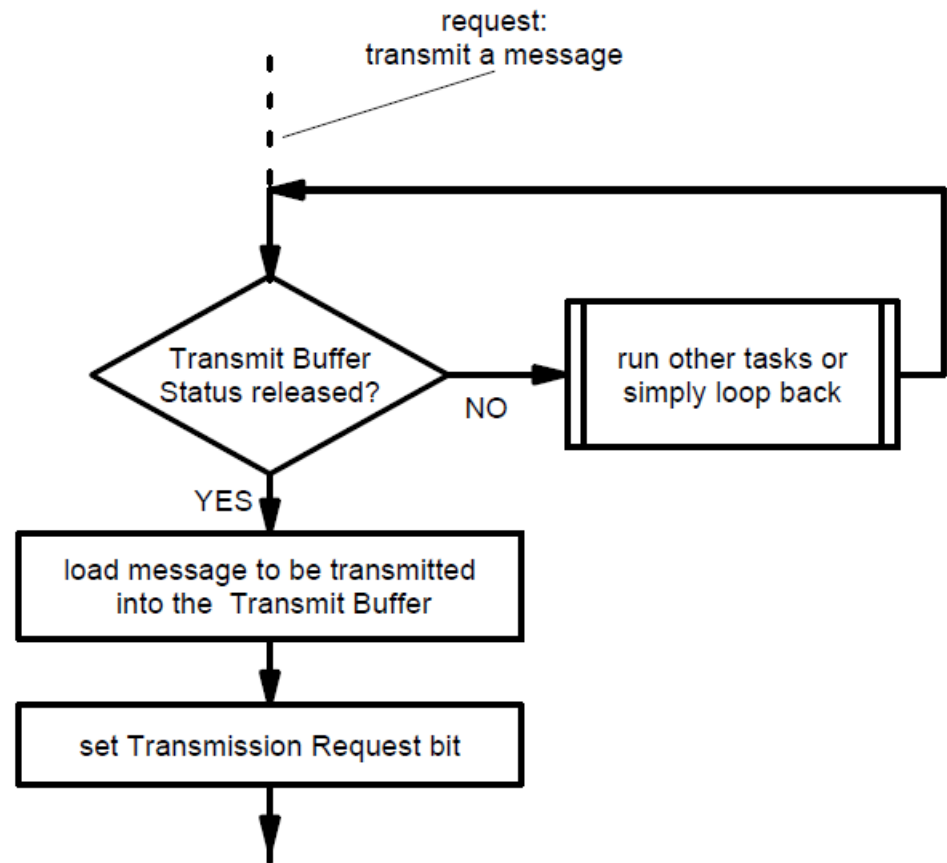 request:
transmit a message
Transmit Buffer
Status released?
run other tasks or
simply loop back
NO
YES
load message to be transmitted
into the Transmit Buffer
set Transmission Request bit